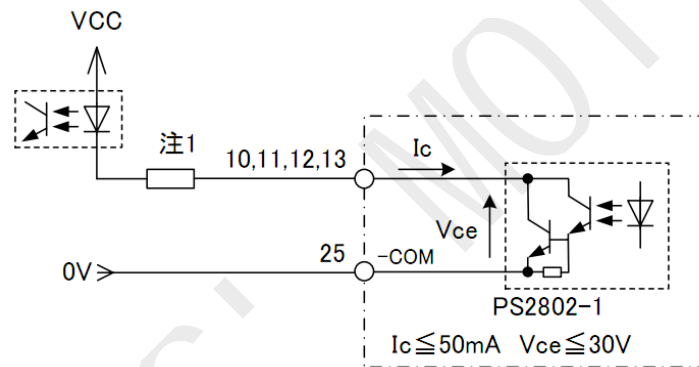 VCC
注1
10,11,12,13
Ic
Vce
25
-COM
0V
PS2802-1
Ic≦50mA Vce≦30V